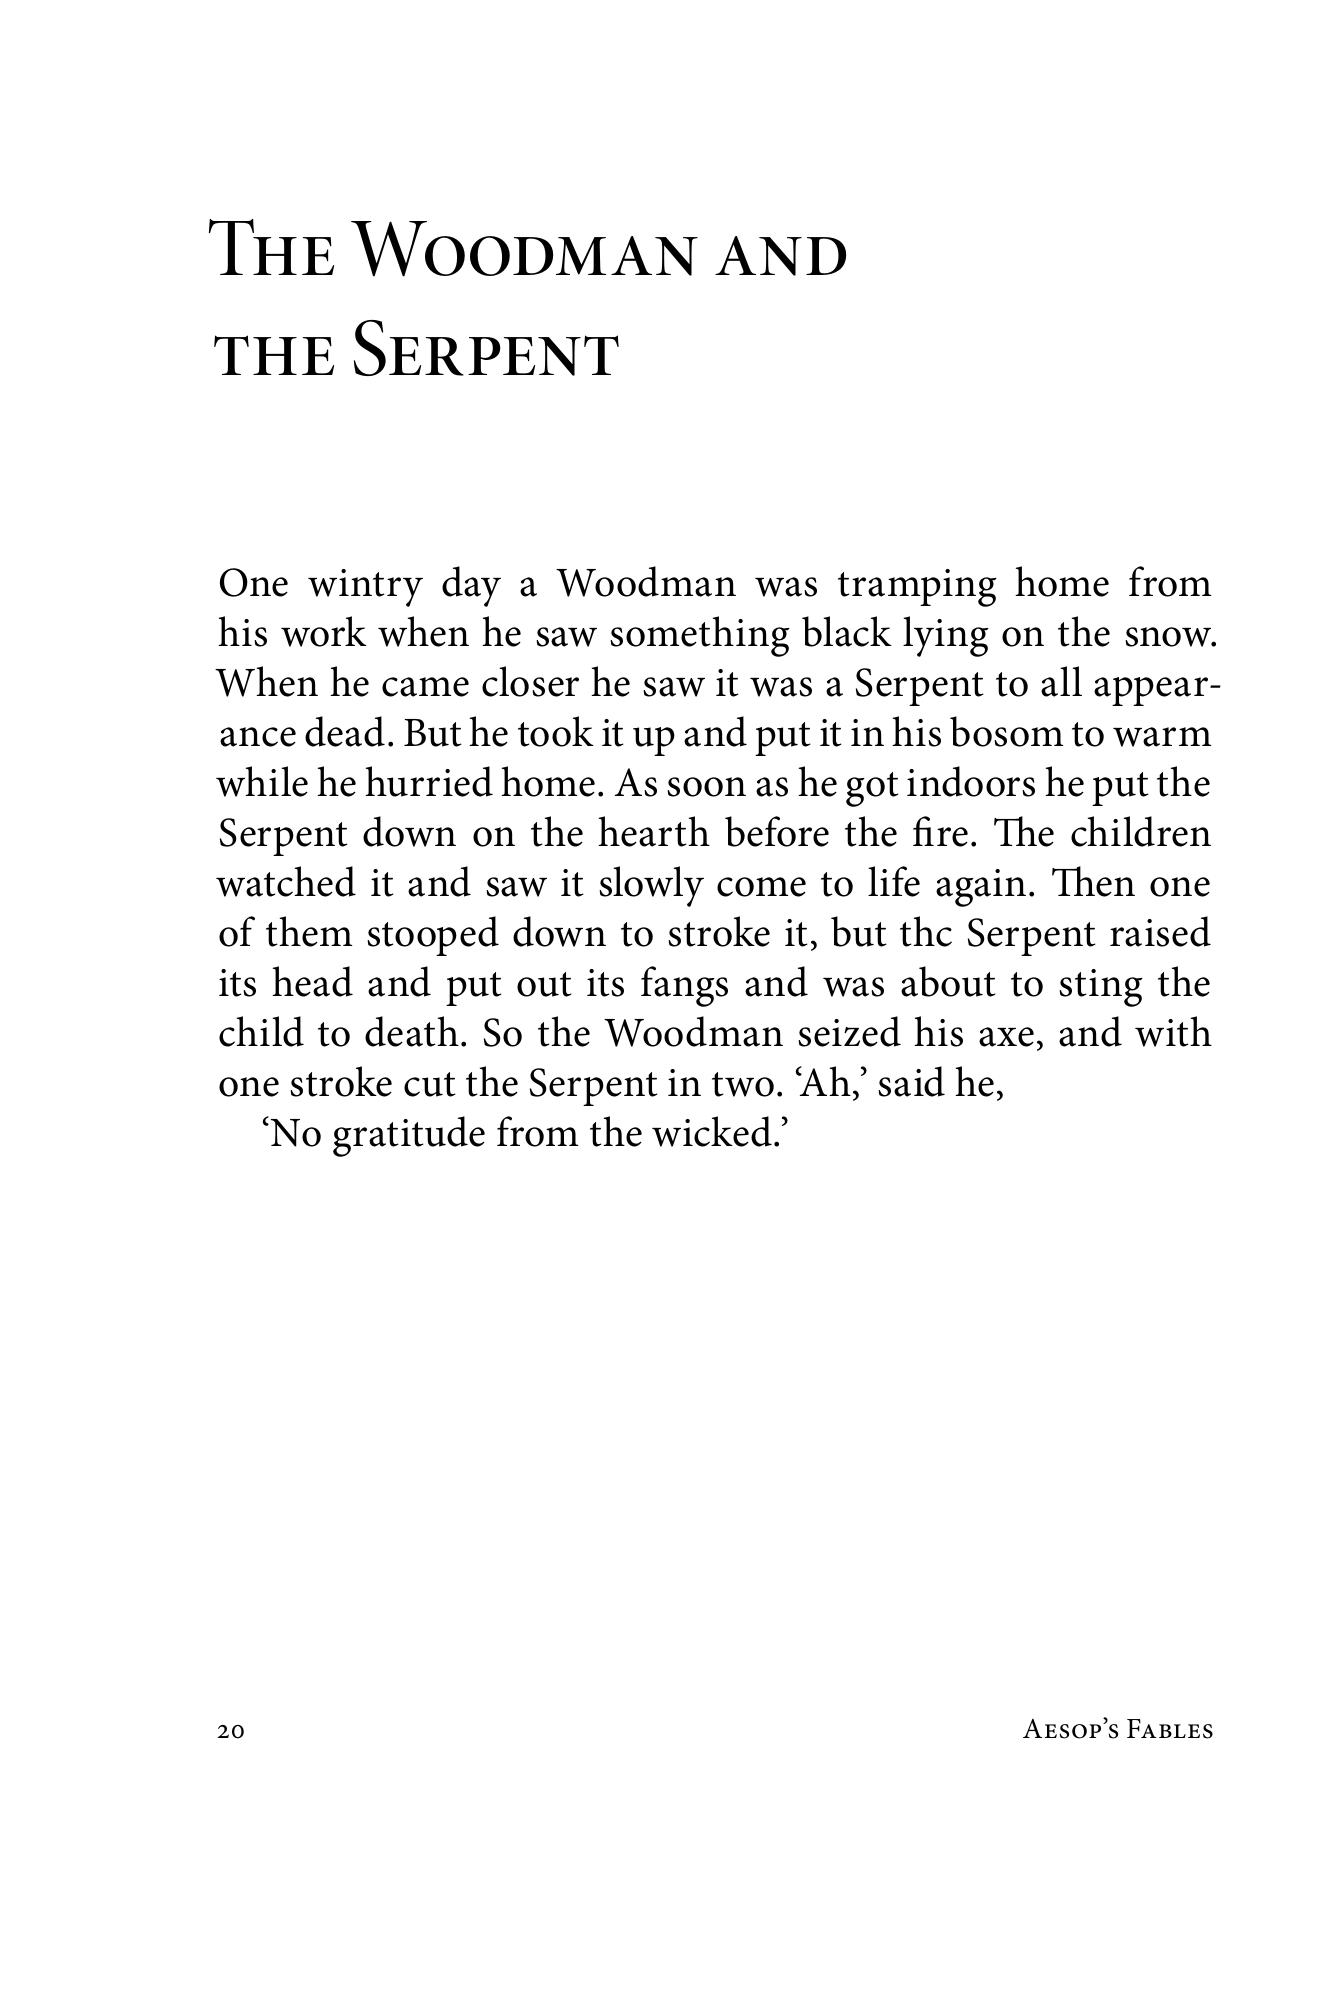 The Woodman and
the Serpent
One wintry day a Woodman was tramping home from
his work when he saw something black lying on the snow.
When he came closer he saw it was a Serpent to all appear-
ance dead. But he took it up and put it in his bosom to warm
while he hurried home. As soon as he got indoors he put the
Serpent down on the hearth before the fire. The children
watched it and saw it slowly come to life again. Then one
of them stooped down to stroke it, but thc Serpent raised
its head and put out its fangs and was about to sting the
child to death. So the Woodman seized his axe, and with
one stroke cut the Serpent in two. ‘Ah,’ said he,
‘No gratitude from the wicked.’
20 Aesop’s Fables